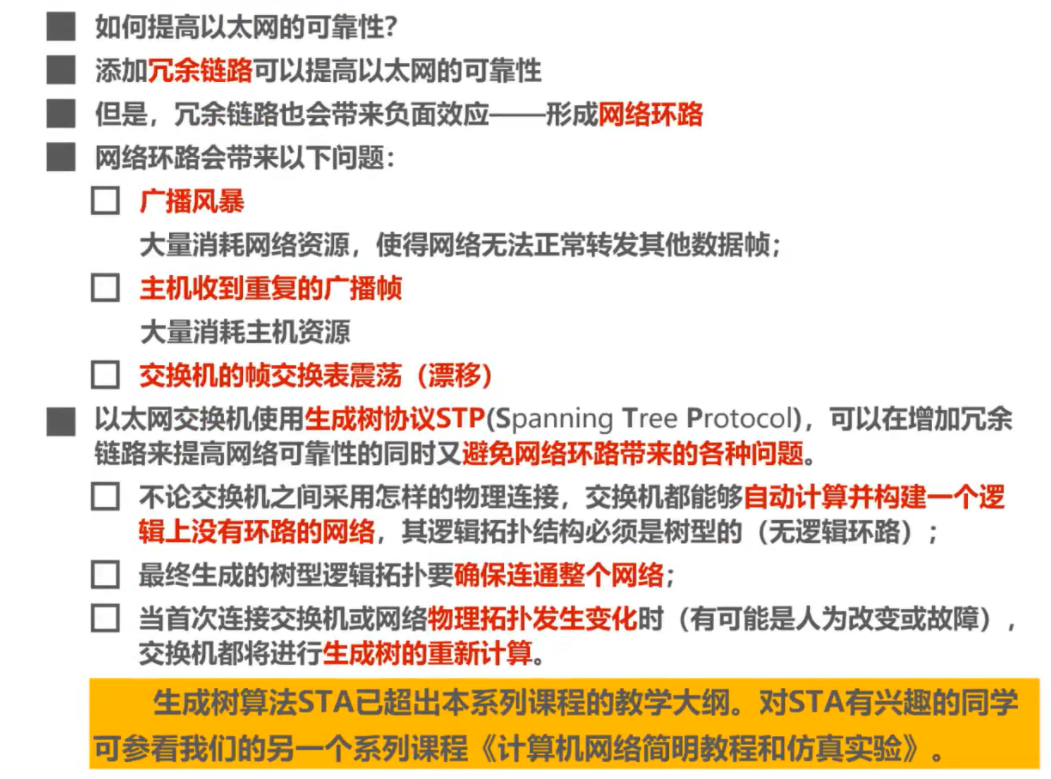 如何提高以太网的可靠性？
添加冗余链路可以提高以太网的可靠性
但是，冗余链路也会带来负面效应——形成网络环路
网络环路会带来以下问题：
广播风暴
大量消耗网络资源，使得网络无法正常转发其他数据帧；
主机收到重复的广播帧
大量消耗主机资源
交换机的帧交换表震荡（漂移）
以太网交换机使用生成树协议STP(Spanning Tree Protocol)，可以在增加冗余
链路来提高网络可靠性的同时又避免网络环路带来的各种问题。
不论交换机之间采用怎样的物理连接，交换机都能够自动计算并构建一个逻
辑上没有环路的网络，其逻辑拓扑结构必须是树型的（无逻辑环路）；
最终生成的树型逻辑拓扑要确保连通整个网络；
当首次连接交换机或网络物理拓扑发生变化时（有可能是人为改变或故障），
交换机都将进行生成树的重新计算。
生成树算法STA已超出本系列课程的教学大纲。对STA有兴趣的同学
可参看我们的另一个系列课程《计算机网络简明教程和仿真实验》。